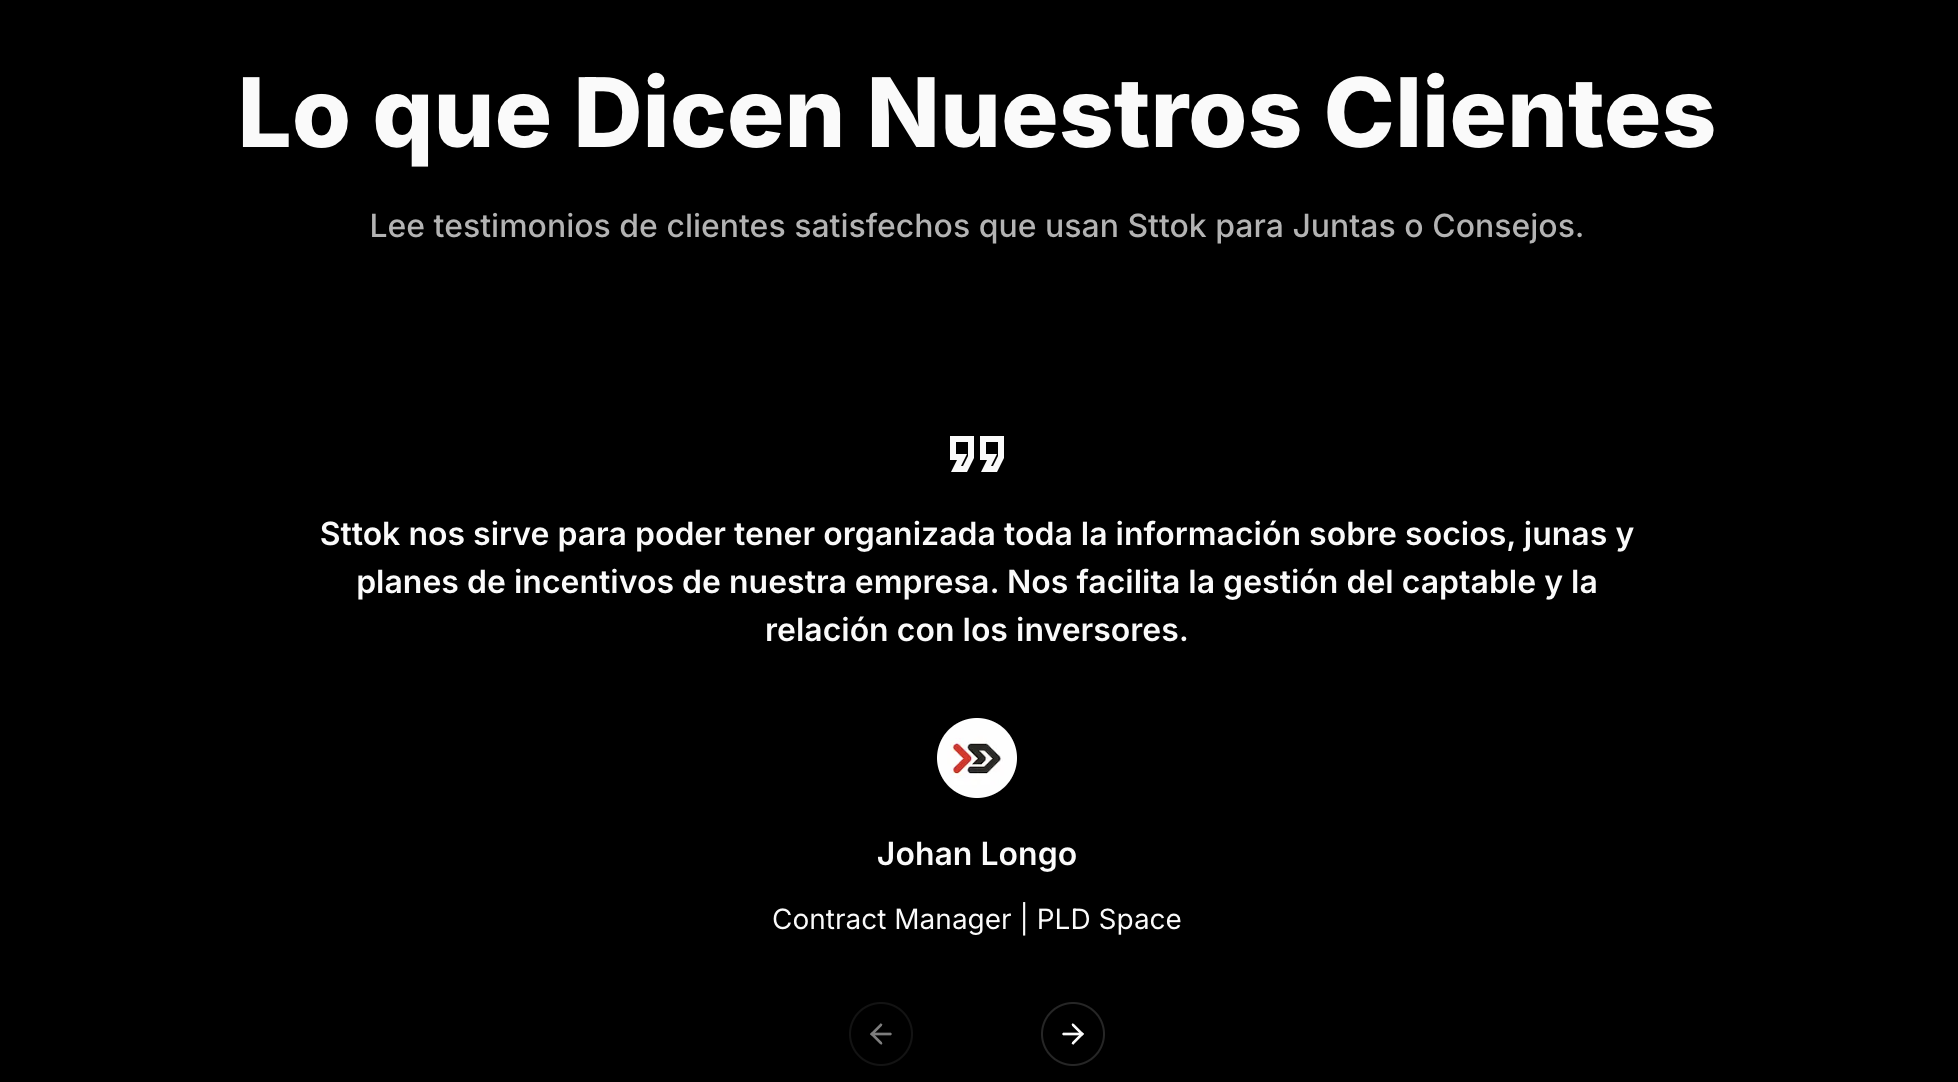 Lo que Dicen Nuestros Clientes
Lee testimonios de clientes satisfechos que usan Sttok para Juntas o Consejos.
Sttok nos sirve para poder tener organizada toda la información sobre socios, junas y
planes de incentivos de nuestra empresa. Nos facilita la gestión del captable y la
relación con los inversores.
Johan Longo
Contract Manager | PLD Space